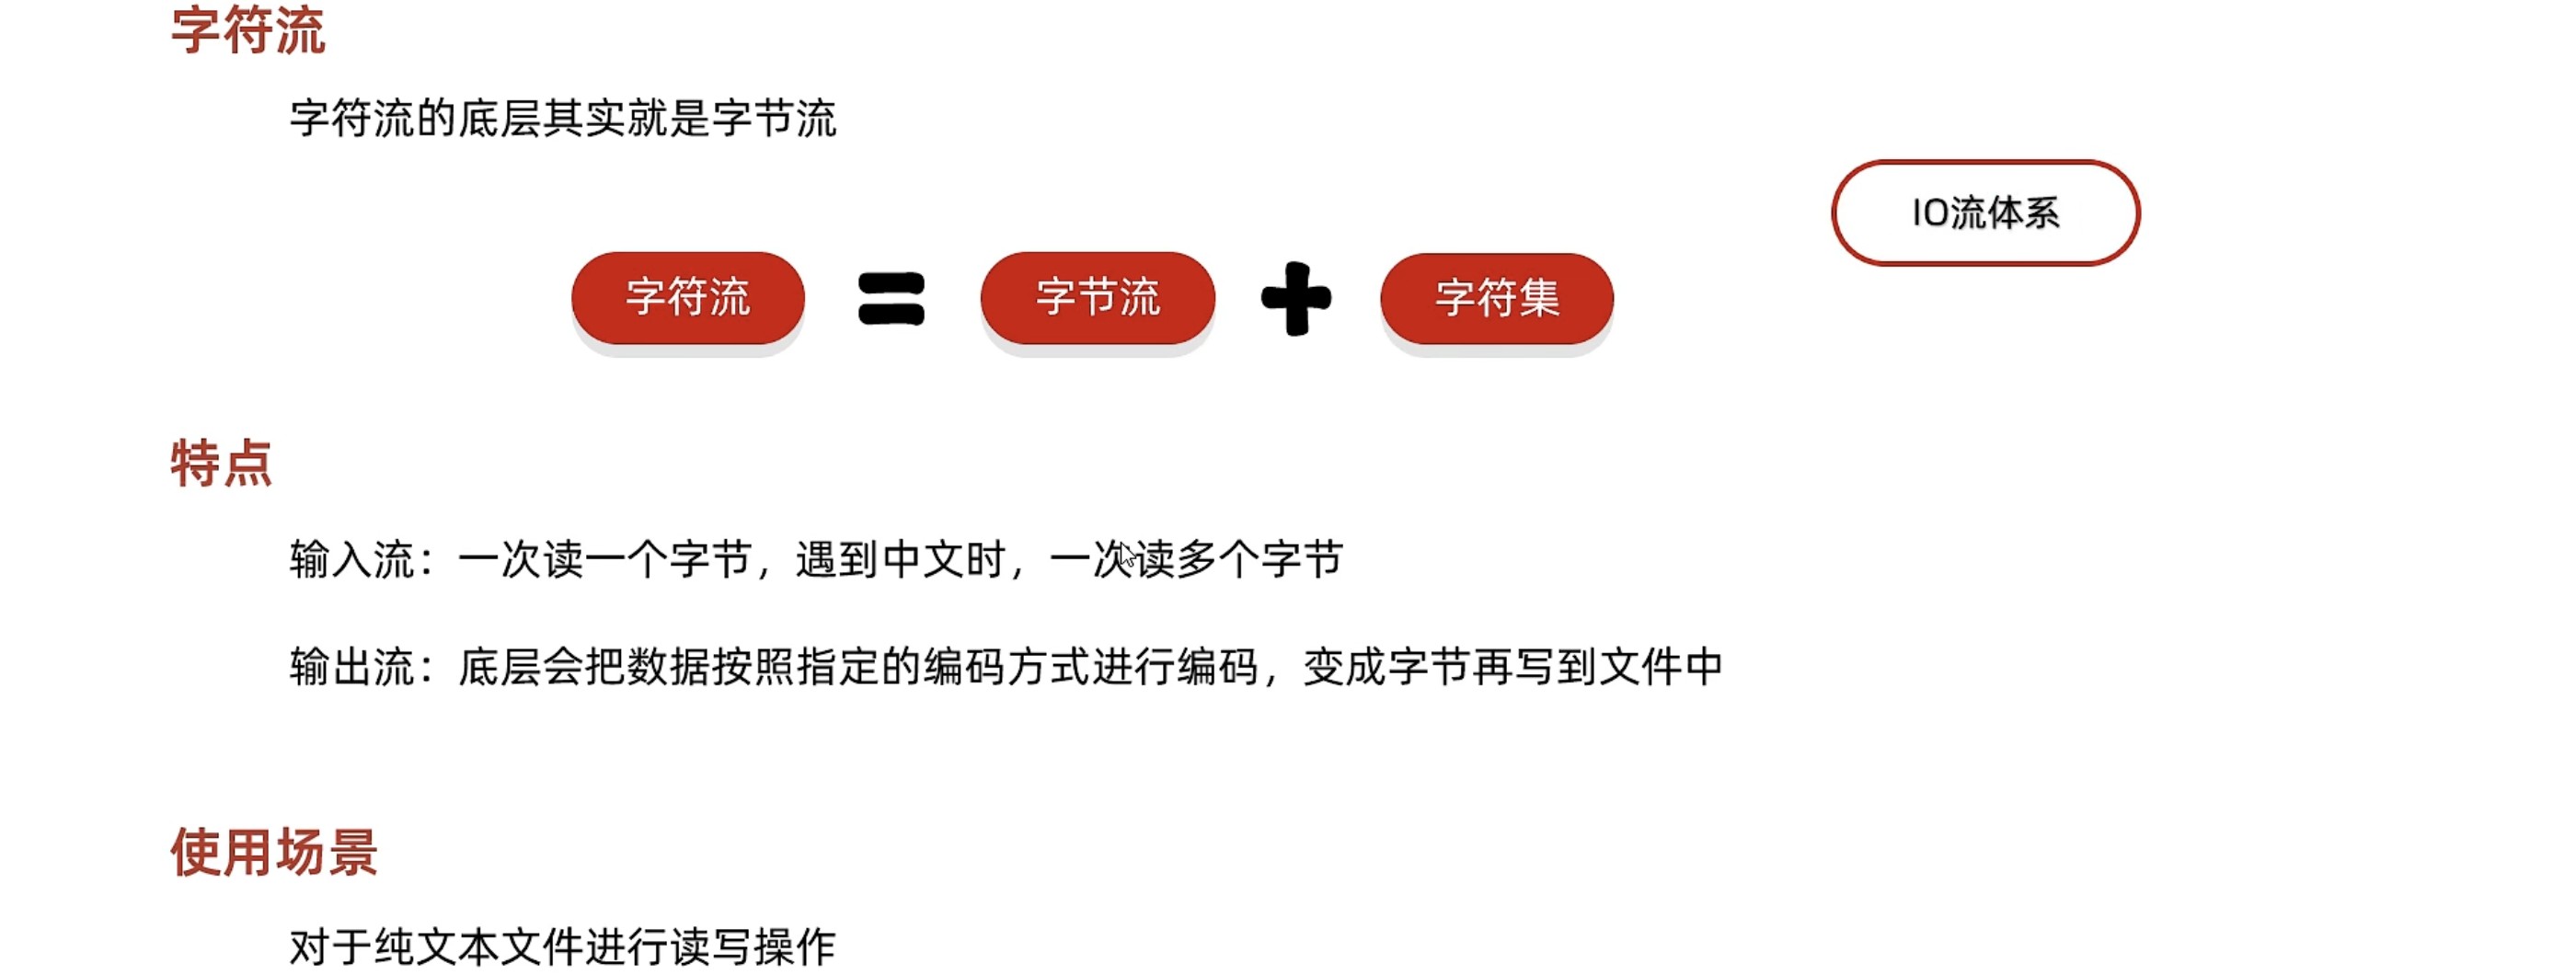 字符流
字符流的底层其实就是字节流
IO流体系
字符流 = 字节流 + 字符集
特点
输入流：一次读一个字节，遇到中文时，一次读多个字节
输出流：底层会把数据按照指定的编码方式进行编码，变成字节再写到文件中
使用场景
对于纯文本文件进行读写操作